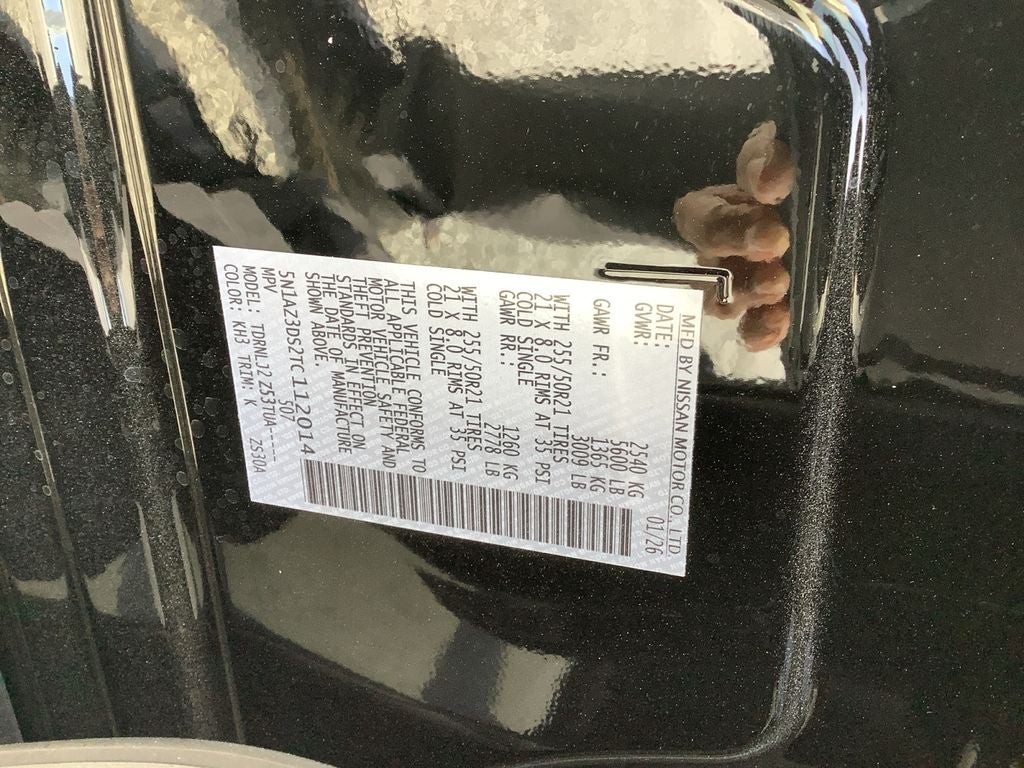 MFD BY NISSAN MOTOR CO., LTD.
DATE: 01/26
GVWR: 2540 KG
5600 LB
GAWR FR.: 1365 KG
3009 LB
WITH 255/50R21 TIRES
21 X 8.0 RIMS AT 35 PSI
COLD SINGLE
GAWR RR.: 1260 KG
2778 LB
WITH 255/50R21 TIRES
21 X 8.0 RIMS AT 35 PSI
COLD SINGLE
THIS VEHICLE CONFORMS TO
ALL APPLICABLE FEDERAL
MOTOR VEHICLE SAFETY AND
THEFT PREVENTION
STANDARDS IN EFFECT ON
THE DATE OF MANUFACTURE
SHOWN ABOVE. 507
5N1AZ3DS2TC112014
MPV
MODEL: TDRNLJZZ53TUA-----
COLOR: KH3 TRIM: K ZS30A